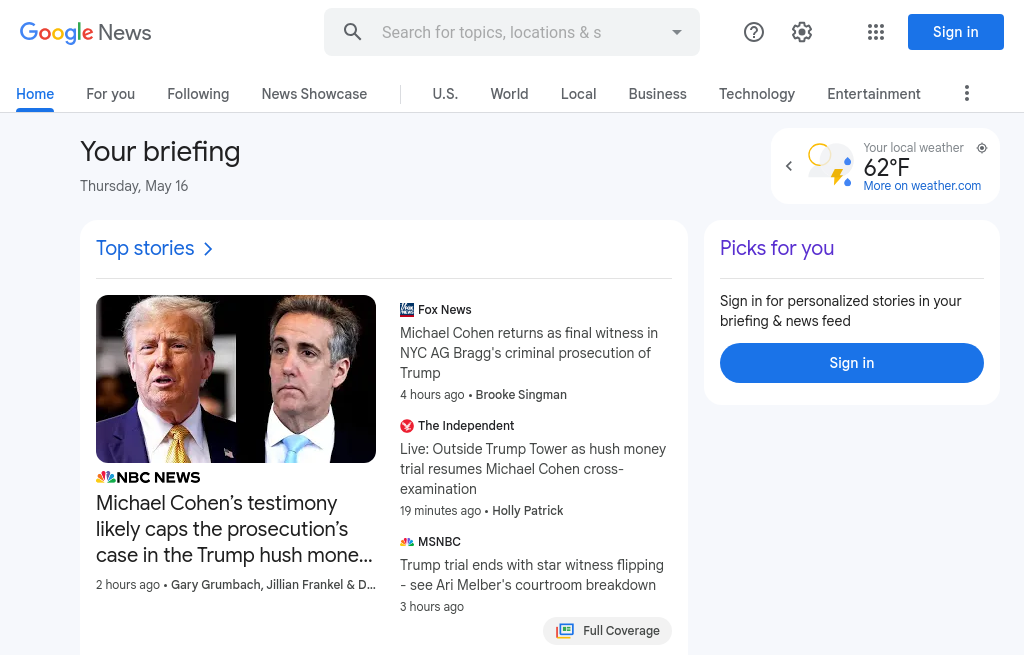 Google News
Search for topics, locations & s
Sign in
Home
For you
Following
News Showcase
U.S.
World
Local
Business
Technology
Entertainment
Your briefing
Thursday, May 16
Your local weather
62°F
More on weather.com
Top stories
NBC NEWS
Michael Cohen’s testimony
likely caps the prosecution’s
case in the Trump hush mone...
2 hours ago • Gary Grumbach, Jillian Frankel & D...
Fox News
Michael Cohen returns as final witness in
NYC AG Bragg's criminal prosecution of
Trump
4 hours ago • Brooke Singman
The Independent
Live: Outside Trump Tower as hush money
trial resumes Michael Cohen cross-
examination
19 minutes ago • Holly Patrick
MSNBC
Trump trial ends with star witness flipping
- see Ari Melber's courtroom breakdown
3 hours ago
Full Coverage
Picks for you
Sign in for personalized stories in your
briefing & news feed
Sign in